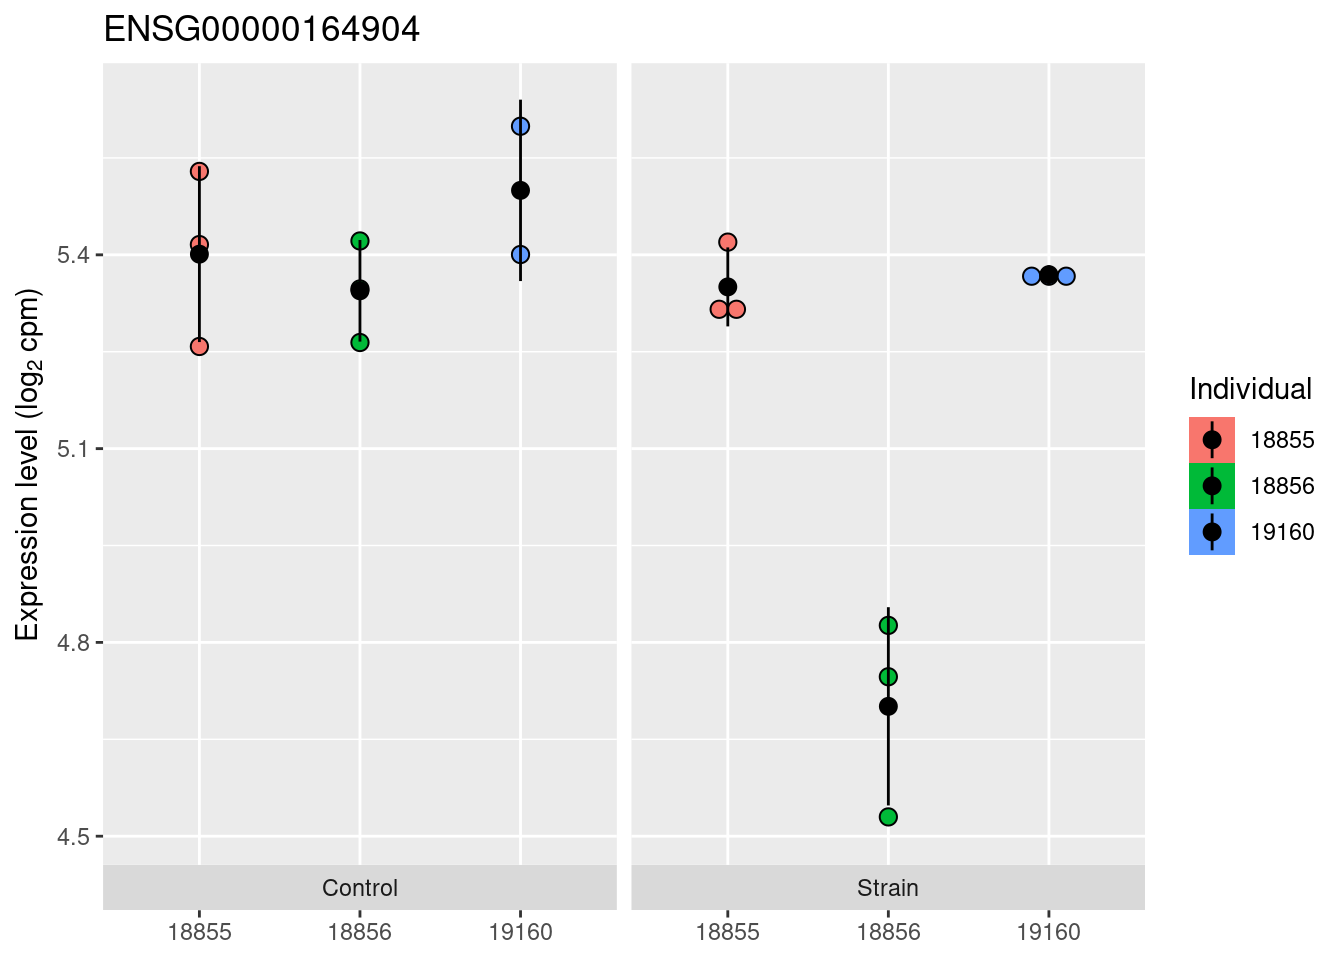 ENSG00000164904
Expression level (log₂ cpm)
5.4
5.1
4.8
4.5
Control
Strain
18855
18856
19160
18855
18856
19160
Individual
18855
18856
19160